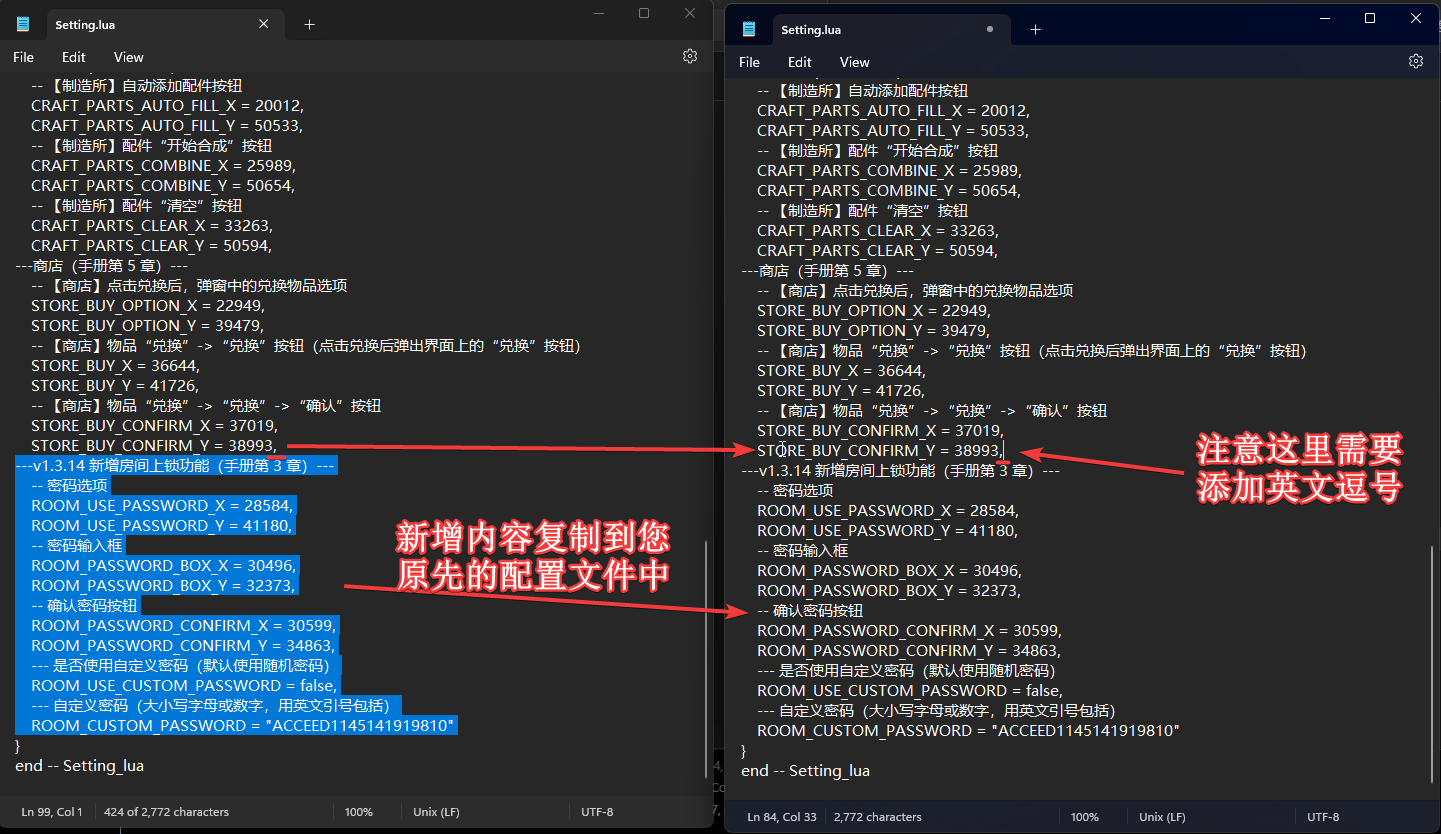 Setting.lua
File Edit View
-- 【制造所】自动添加配件按钮
CRAFT_PARTS_AUTO_FILL_X = 20012,
CRAFT_PARTS_AUTO_FILL_Y = 50533,
-- 【制造所】配件“开始合成”按钮
CRAFT_PARTS_COMBINE_X = 25989,
CRAFT_PARTS_COMBINE_Y = 50654,
-- 【制造所】配件“清空”按钮
CRAFT_PARTS_CLEAR_X = 33263,
CRAFT_PARTS_CLEAR_Y = 50594,
---商店（手册第 5 章）---
-- 【商店】点击兑换后，弹窗中的兑换物品选项
STORE_BUY_OPTION_X = 22949,
STORE_BUY_OPTION_Y = 39479,
-- 【商店】物品“兑换”->“兑换”按钮（点击兑换后弹出界面上的“兑换”按钮）
STORE_BUY_X = 36644,
STORE_BUY_Y = 41726,
-- 【商店】物品“兑换”->“兑换”->“确认”按钮
STORE_BUY_CONFIRM_X = 37019,
STORE_BUY_CONFIRM_Y = 38993,
---v1.3.14 新增房间上锁功能（手册第 3 章）---
-- 密码选项
ROOM_USE_PASSWORD_X = 28584,
ROOM_USE_PASSWORD_Y = 41180,
-- 密码输入框
ROOM_PASSWORD_BOX_X = 30496,
ROOM_PASSWORD_BOX_Y = 32373,
-- 确认密码按钮
ROOM_PASSWORD_CONFIRM_X = 30599,
ROOM_PASSWORD_CONFIRM_Y = 34863,
--- 是否使用自定义密码（默认使用随机密码）
ROOM_USE_CUSTOM_PASSWORD = false,
--- 自定义密码（大小写字母或数字，用英文引号包括）
ROOM_CUSTOM_PASSWORD = "ACCEED1145141919810"
}
end -- Setting_lua
Ln 99, Col 1 424 of 2,772 characters 100% Unix (LF) UTF-8
新增内容复制到您
原先的配置文件中
Setting.lua
File Edit View
-- 【制造所】自动添加配件按钮
CRAFT_PARTS_AUTO_FILL_X = 20012,
CRAFT_PARTS_AUTO_FILL_Y = 50533,
-- 【制造所】配件“开始合成”按钮
CRAFT_PARTS_COMBINE_X = 25989,
CRAFT_PARTS_COMBINE_Y = 50654,
-- 【制造所】配件“清空”按钮
CRAFT_PARTS_CLEAR_X = 33263,
CRAFT_PARTS_CLEAR_Y = 50594,
---商店（手册第 5 章）---
-- 【商店】点击兑换后，弹窗中的兑换物品选项
STORE_BUY_OPTION_X = 22949,
STORE_BUY_OPTION_Y = 39479,
-- 【商店】物品“兑换”->“兑换”按钮（点击兑换后弹出界面上的“兑换”按钮）
STORE_BUY_X = 36644,
STORE_BUY_Y = 41726,
-- 【商店】物品“兑换”->“兑换”->“确认”按钮
STORE_BUY_CONFIRM_X = 37019,
STORE_BUY_CONFIRM_Y = 38993,
---v1.3.14 新增房间上锁功能（手册第 3 章）---
-- 密码选项
ROOM_USE_PASSWORD_X = 28584,
ROOM_USE_PASSWORD_Y = 41180,
-- 密码输入框
ROOM_PASSWORD_BOX_X = 30496,
ROOM_PASSWORD_BOX_Y = 32373,
-- 确认密码按钮
ROOM_PASSWORD_CONFIRM_X = 30599,
ROOM_PASSWORD_CONFIRM_Y = 34863,
--- 是否使用自定义密码（默认使用随机密码）
ROOM_USE_CUSTOM_PASSWORD = false,
--- 自定义密码（大小写字母或数字，用英文引号包括）
ROOM_CUSTOM_PASSWORD = "ACCEED1145141919810"
}
end -- Setting_lua
Ln 84, Col 33 2,772 characters 100% Unix (LF) UTF-8
注意这里需要
添加英文逗号